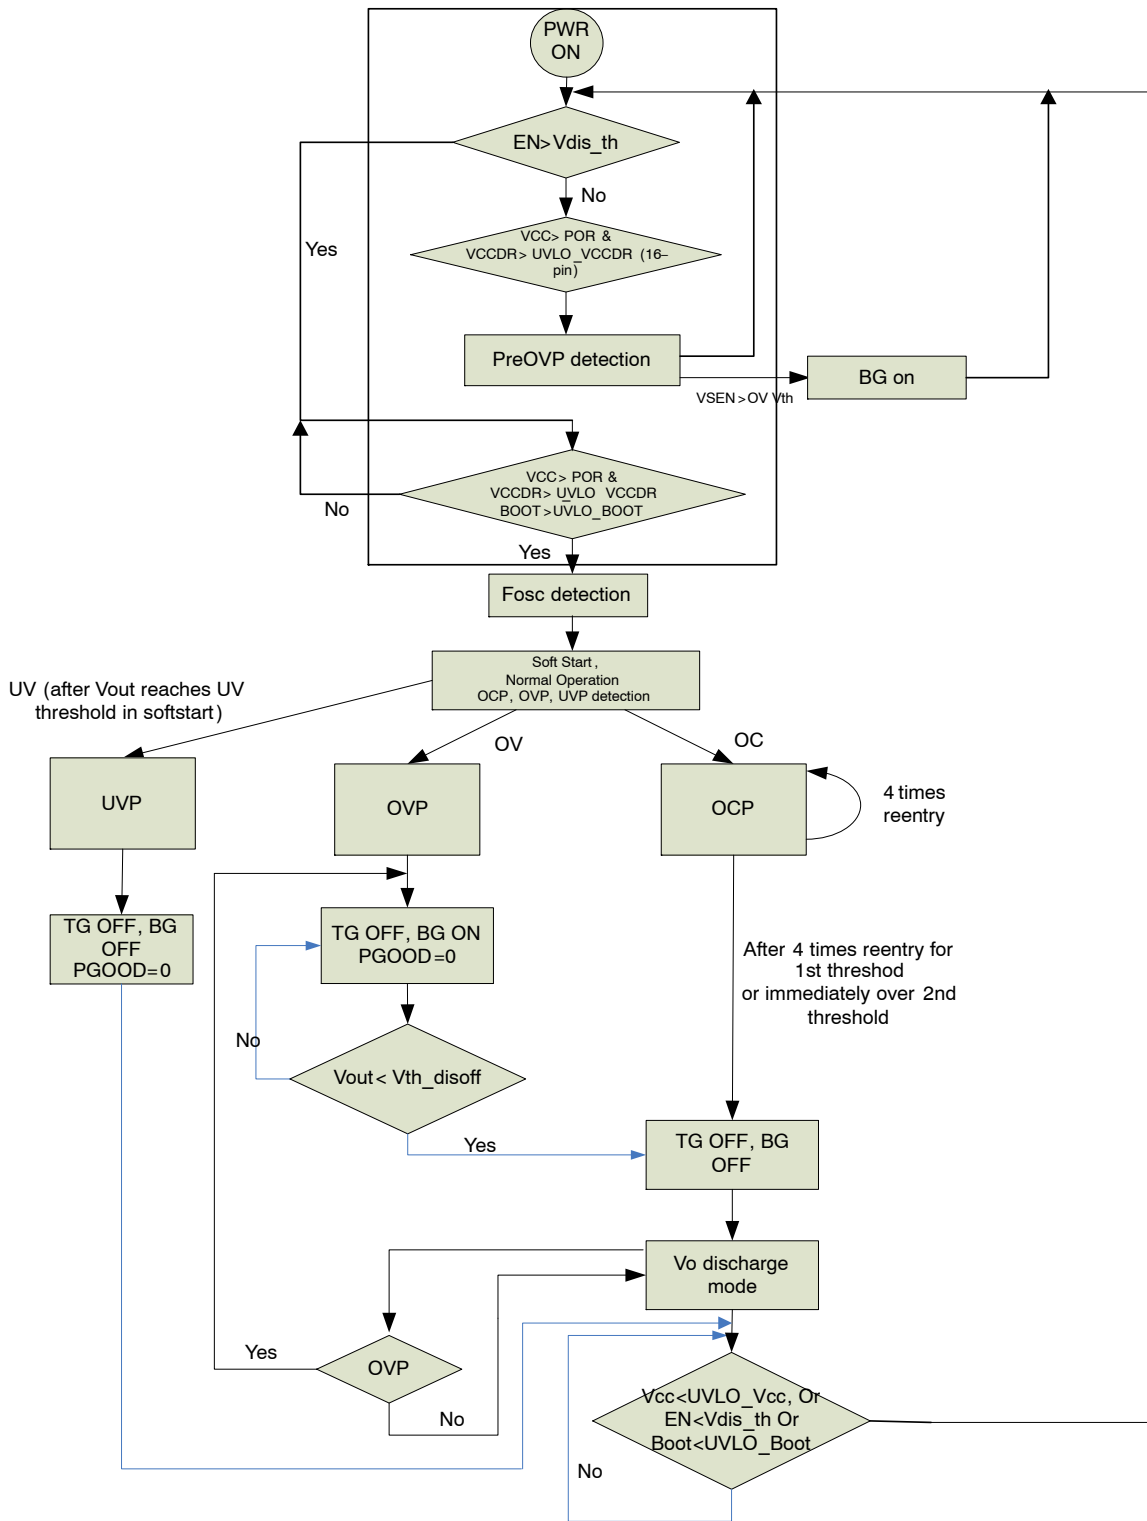 PWR
ON
EN>Vdis_th
No
Yes
VCC> POR &
VCCDR> UVLO_VCCDR (16–
pin)
PreOVP detection
BG on
VSEN>OV Vth
VCC> POR &
VCCDR> UVLO VCCDR
BOOT>UVLO_BOOT
No
Yes
Fosc detection
Soft Start,
Normal Operation
OCP, OVP, UVP detection
UV (after Vout reaches UV
threshold in softstart)
OV
OC
UVP
OVP
OCP
4 times
reentry
TG OFF, BG
OFF
PGOOD=0
TG OFF, BG ON
PGOOD=0
After 4 times reentry for
1st threshod
or immediately over 2nd
threshold
No
Vout< Vth_disoff
Yes
TG OFF, BG
OFF
Vo discharge
mode
Yes
OVP
No
Vcc<UVLO_Vcc, Or
EN<Vdis_th Or
Boot<UVLO_Boot
No